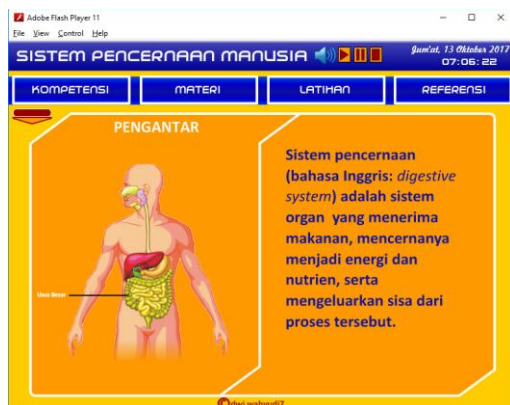 Adobe Flash Player 11
File View Control Help
SISTEM PENCERNAAN MANUSIA
Jum'at, 13 Oktober 2017
07:06:22
KOMPETENSI
MATERI
LATIHAN
REFERENSI
PENGANTAR
Sistem pencernaan
(bahasa Inggris: digestive
system) adalah sistem
organ yang menerima
makanan, mencernanya
menjadi energi dan
nutrien, serta
mengeluarkan sisa dari
proses tersebut.
Usus Besar
dwi wahyudi7